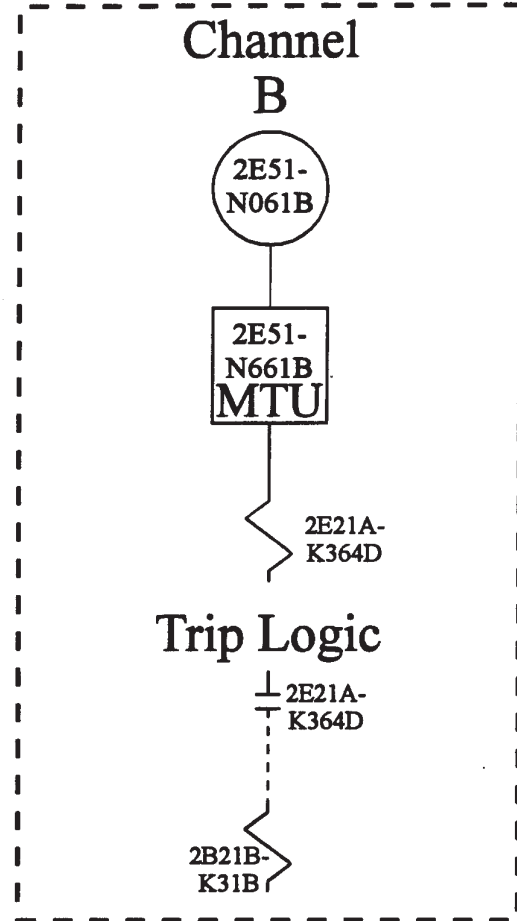 Channel
B
2E51-
N061B
2E51-
N661B
MTU
2E21A-
K364D
Trip Logic
2E21A-
K364D
2B21B-
K31B